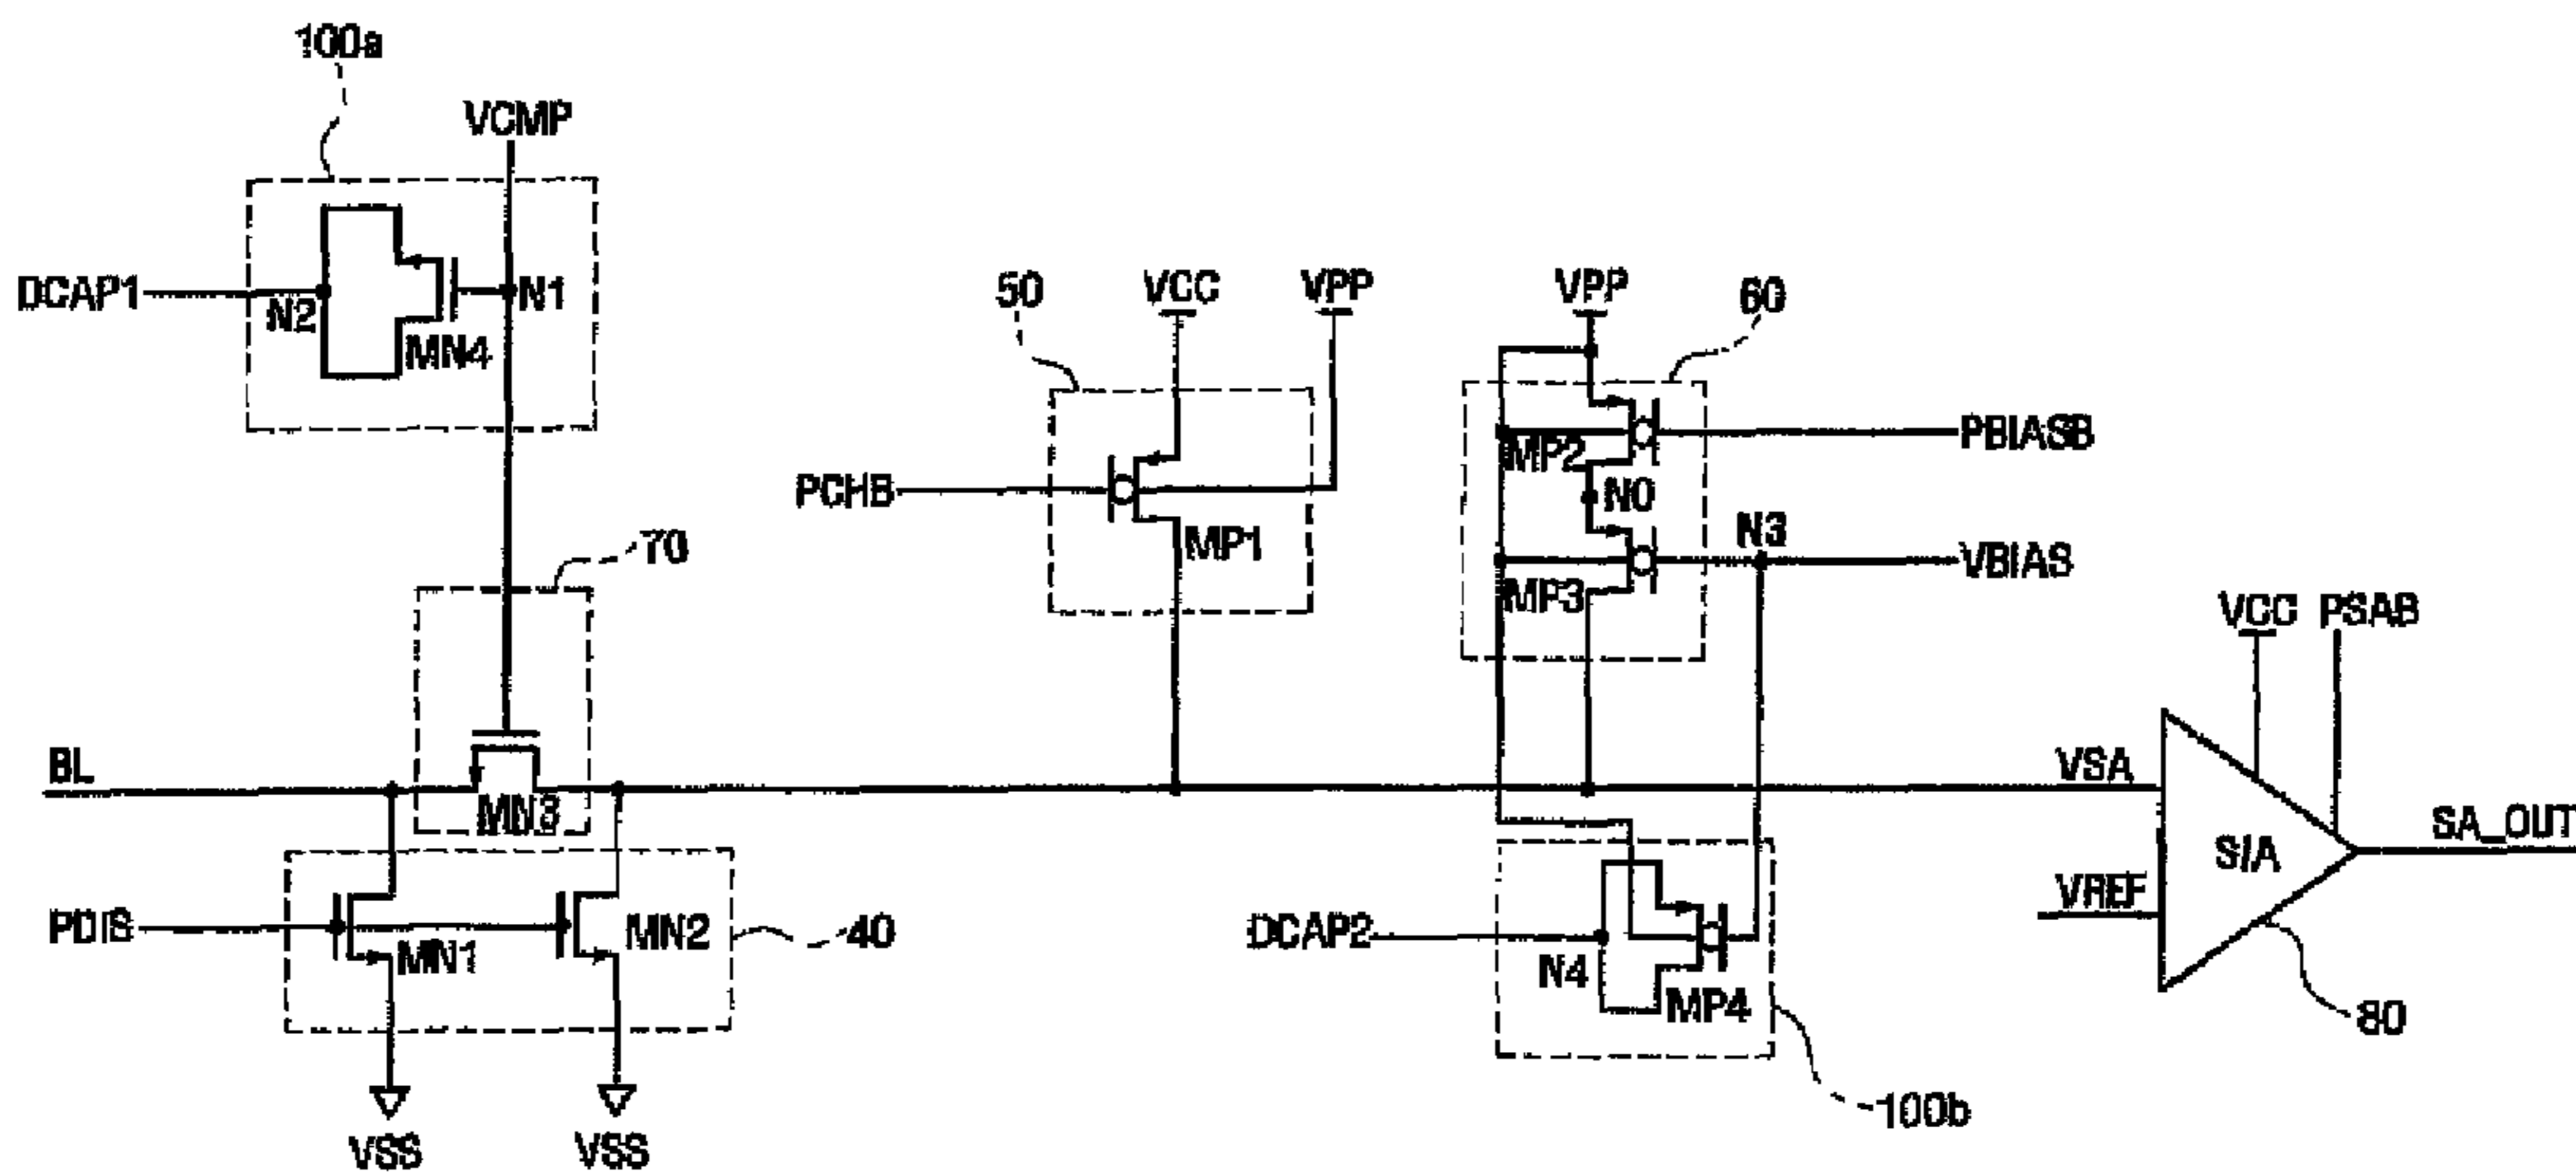 100a
VCMP
DCAP1
N2
N1
MN4
50
VCC
VPP
VPP
60
MP2
PBIASB
PCHB
N0
MP1
N3
MP3
VBIAS
70
VCC
PSAB
BL
MN3
VSA
S/A
SA_OUT
VREF
PDIS
MN1
MN2
40
DCAP2
N4
MP4
80
100b
VSS
VSS